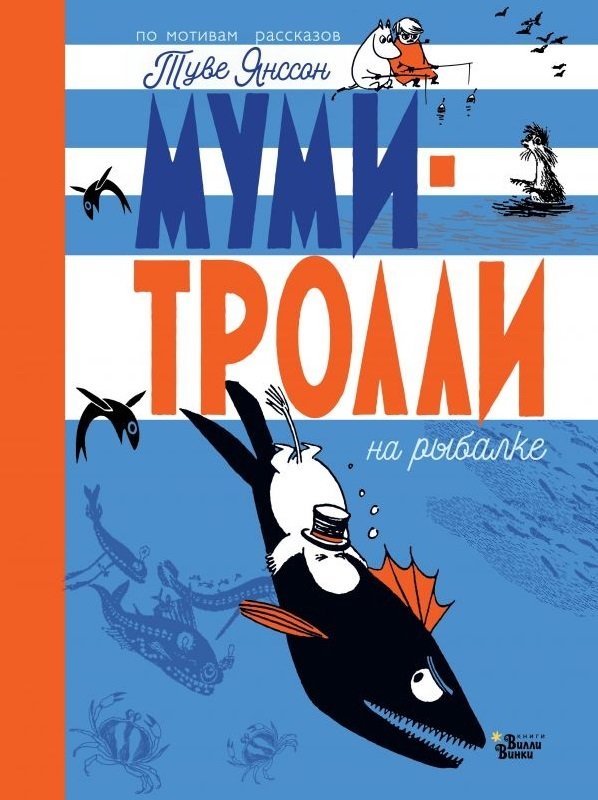 по мотивам рассказов
Туве Янссон
МУМИ-
ТРОЛЛИ
на рыбалке
КНИГИ
Вилли
Винки